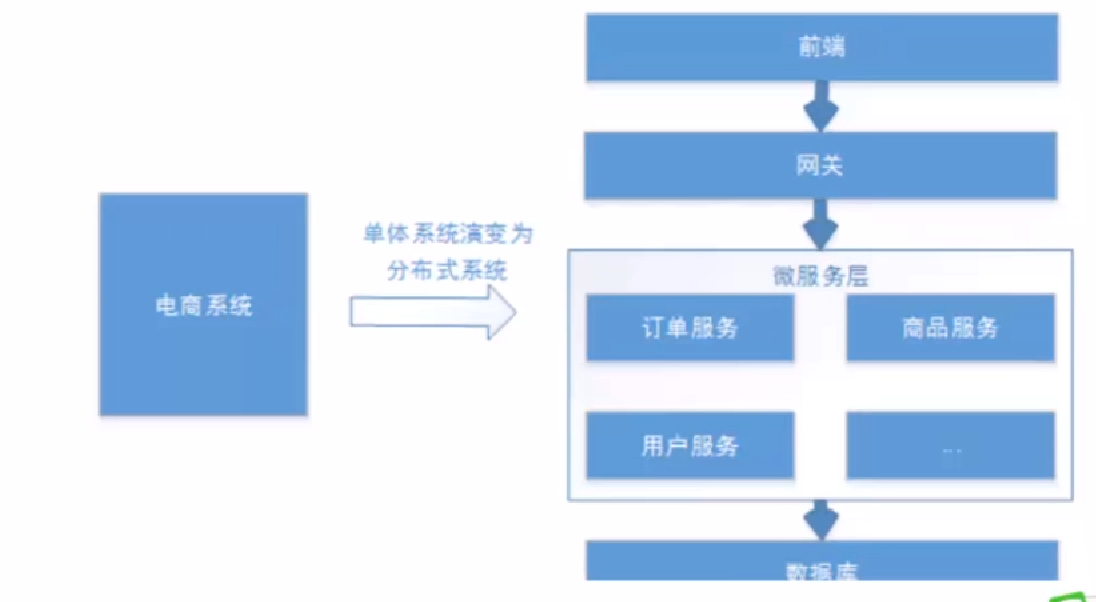 电商系统
单体系统演变为
分布式系统
前端
网关
微服务层
订单服务
商品服务
用户服务
...
数据库